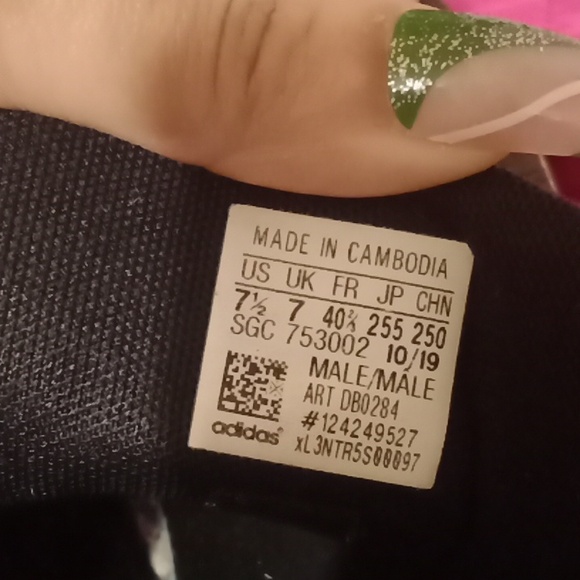 MADE IN CAMBODIA
US UK FR JP CHN
7½ 7 40⅔ 255 250
SGC 753002 10/19
MALE/MALE
ART DB0284
#124249527
xL3NTR5S00097
adidas®